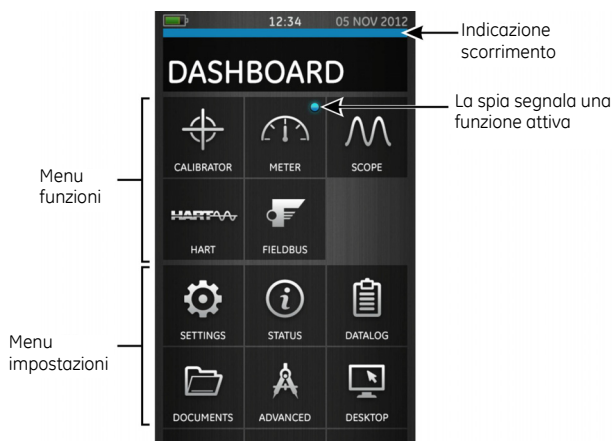 12:34 05 NOV 2012
Indicazione
scorrimento
DASHBOARD
La spia segnala una
funzione attiva
CALIBRATOR METER SCOPE
Menu
funzioni
HART
HART FIELDBUS
SETTINGS STATUS DATALOG
Menu
impostazioni
DOCUMENTS ADVANCED DESKTOP